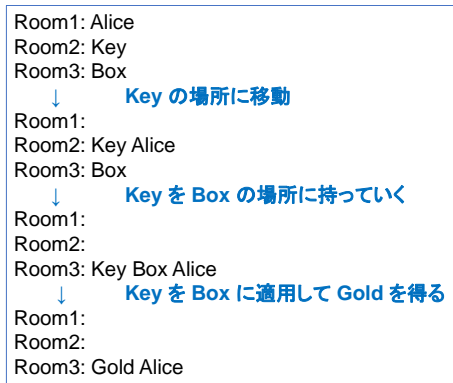 Room1: Alice
Room2: Key
Room3: Box
↓ Key の場所に移動
Room1:
Room2: Key Alice
Room3: Box
↓ Key を Box の場所に持っていく
Room1:
Room2:
Room3: Key Box Alice
↓ Key を Box に適用して Gold を得る
Room1:
Room2:
Room3: Gold Alice